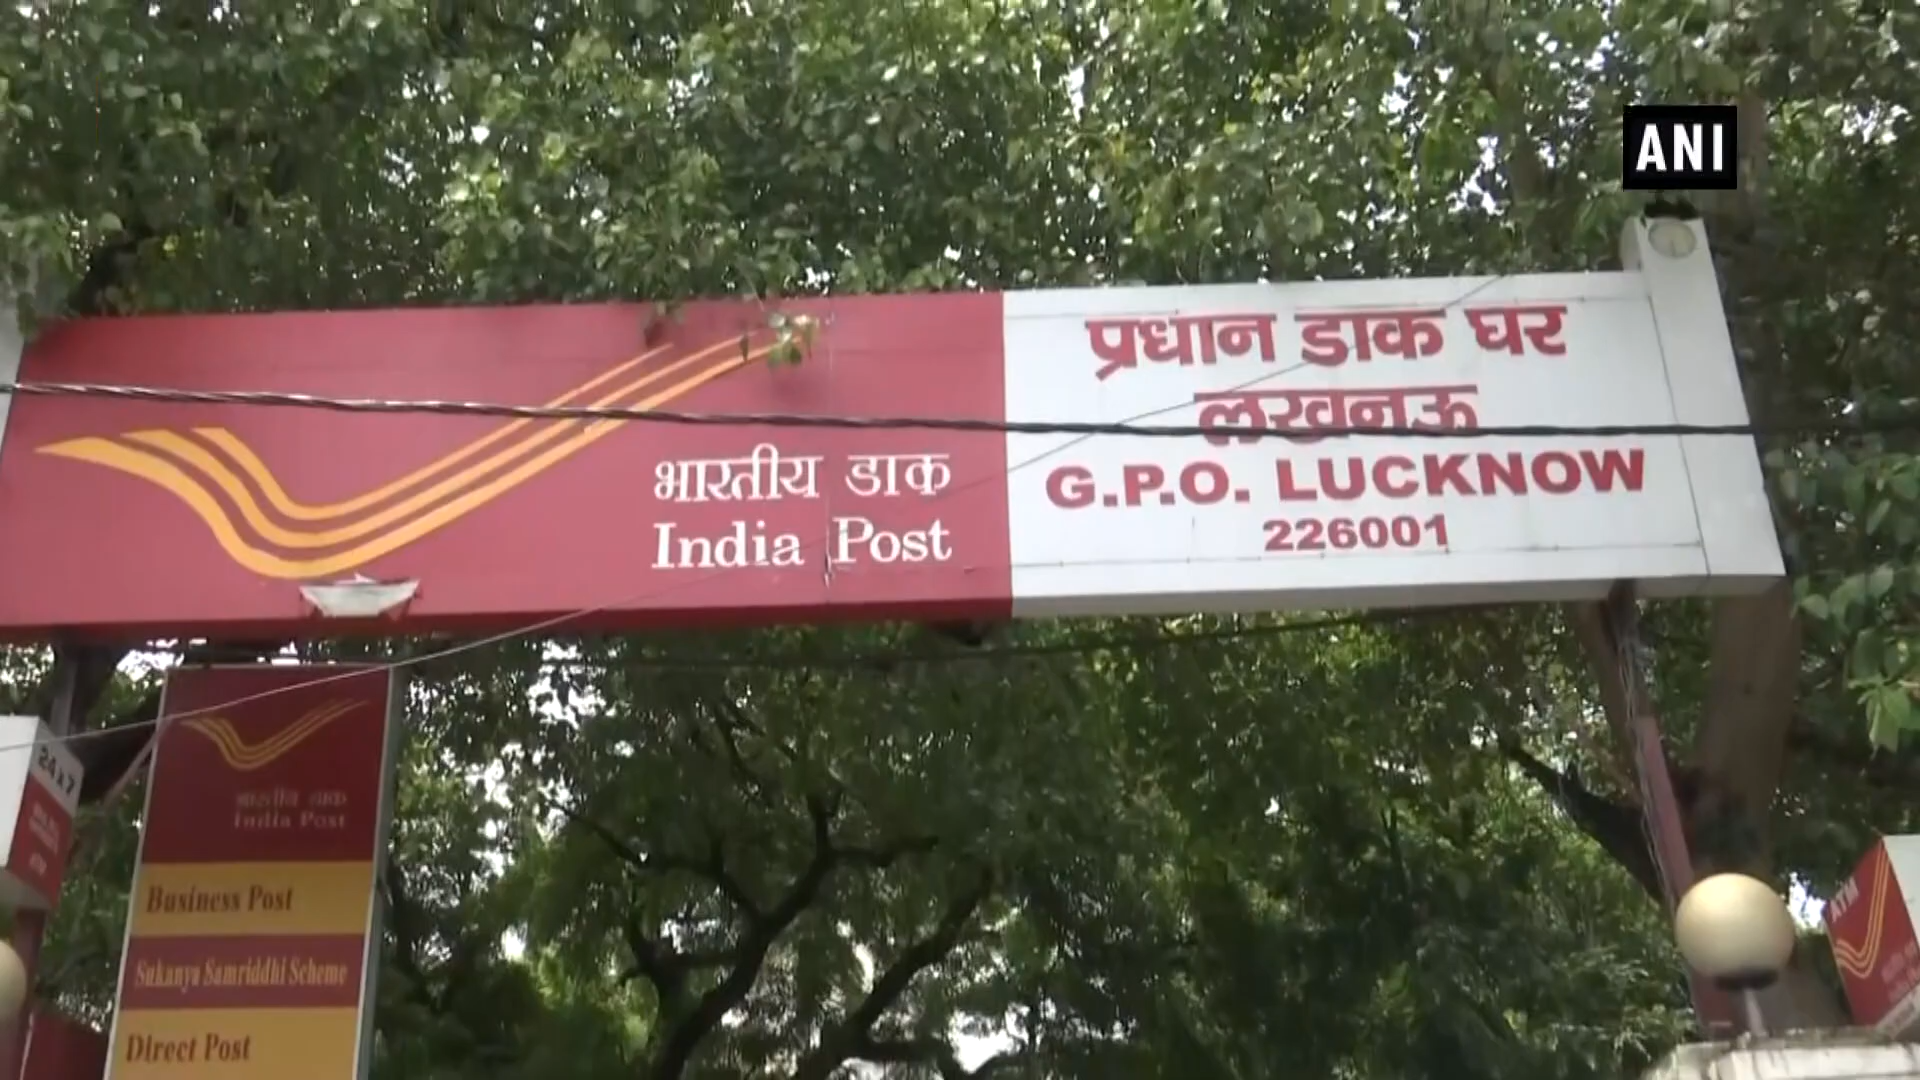 ANI
भारतीय डाक
India Post
प्रधान डाक घर
लखनऊ
G.P.O. LUCKNOW
226001
24x7
ATM
भारतीय डाक
India Post
Business Post
Sukanya Samriddhi Scheme
Direct Post
ATM